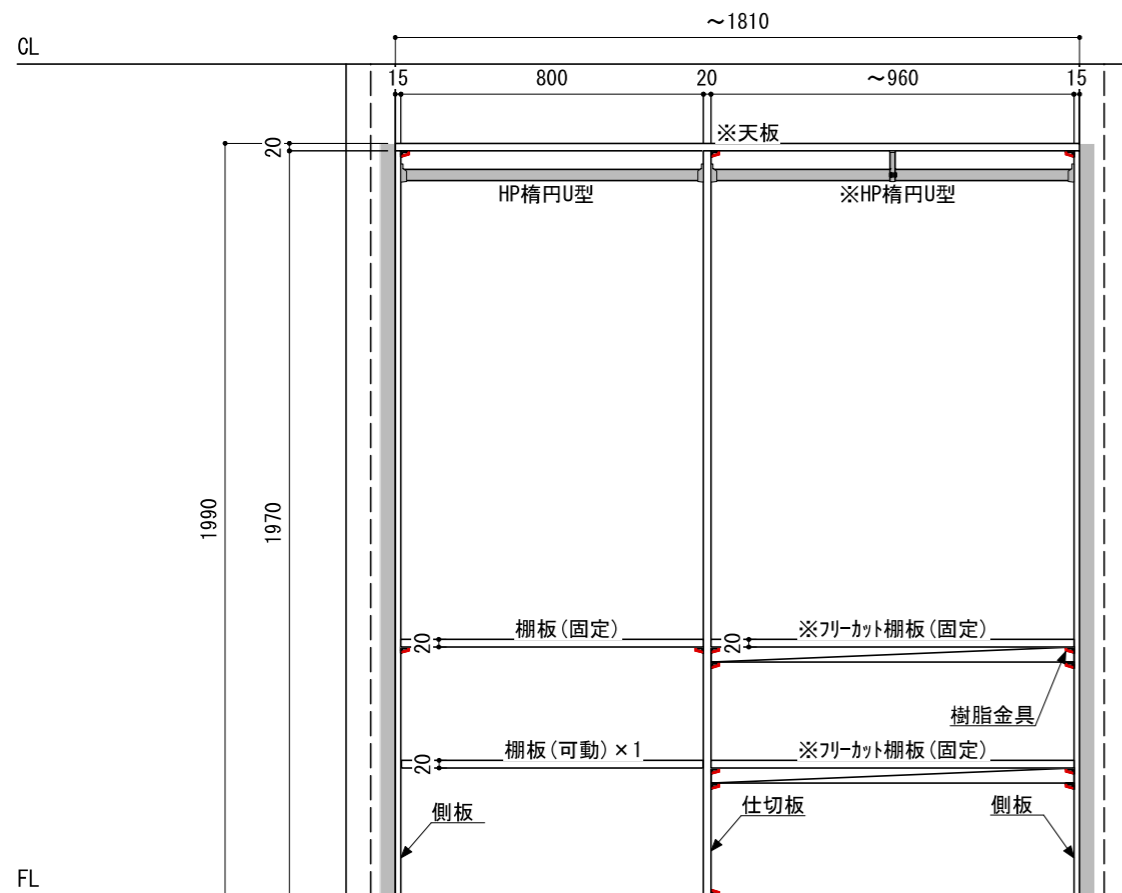 ～1810
CL
15
800
20
～960
15
※天板
20
HP楕円U型
※HP楕円U型
1990
1970
棚板(固定)
※フリーカット棚板(固定)
20
20
樹脂金具
棚板(可動)×1
※フリーカット棚板(固定)
20
側板
仕切板
側板
FL